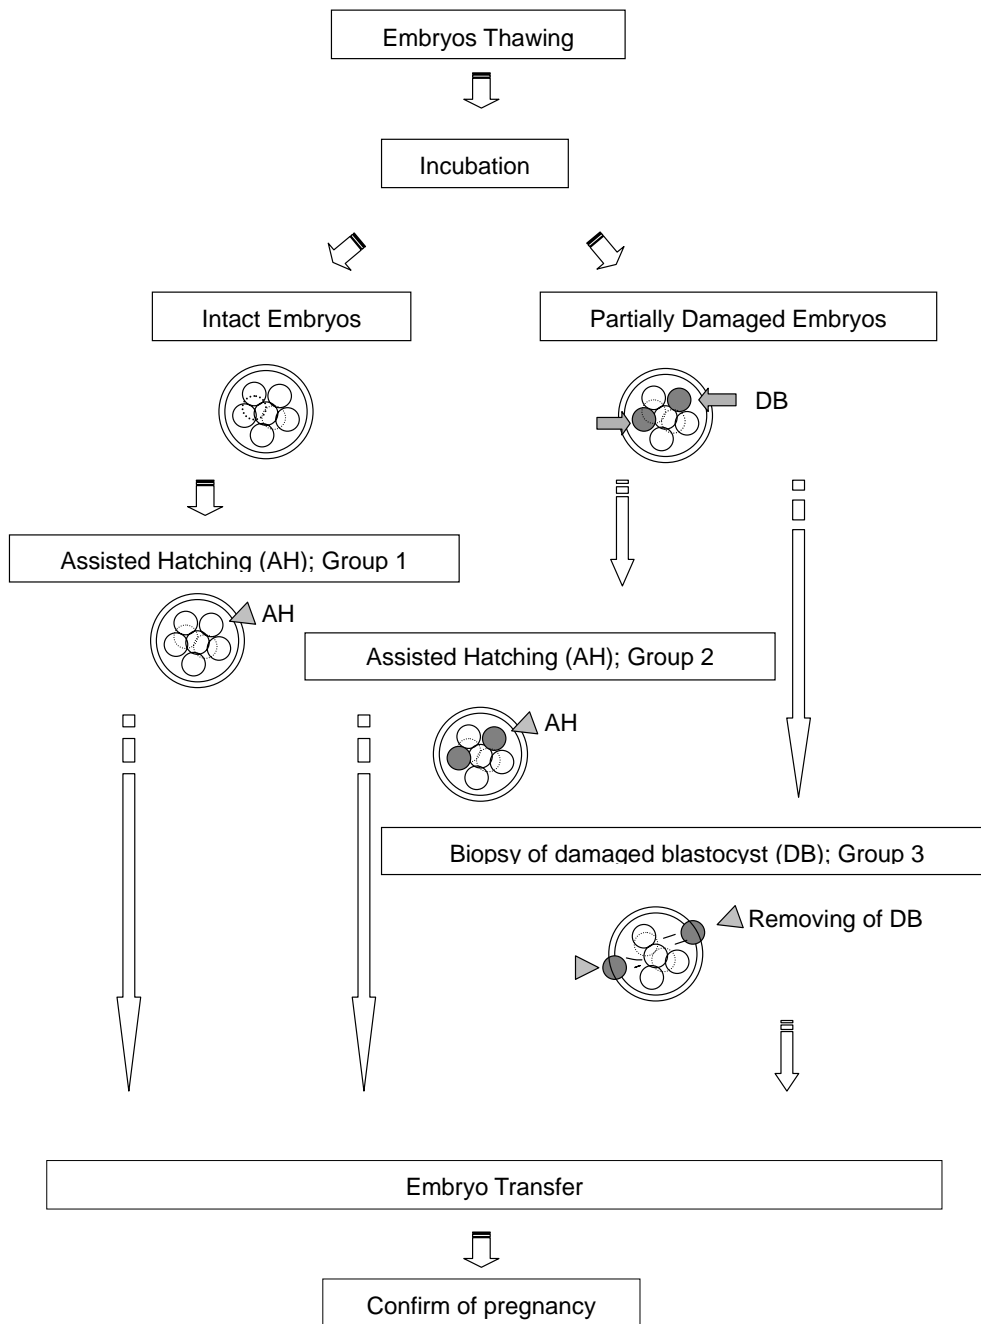 Embryos Thawing
Incubation
Intact Embryos
Partially Damaged Embryos
DB
Assisted Hatching (AH); Group 1
AH
Assisted Hatching (AH); Group 2
AH
Biopsy of damaged blastocyst (DB); Group 3
Removing of DB
Embryo Transfer
Confirm of pregnancy